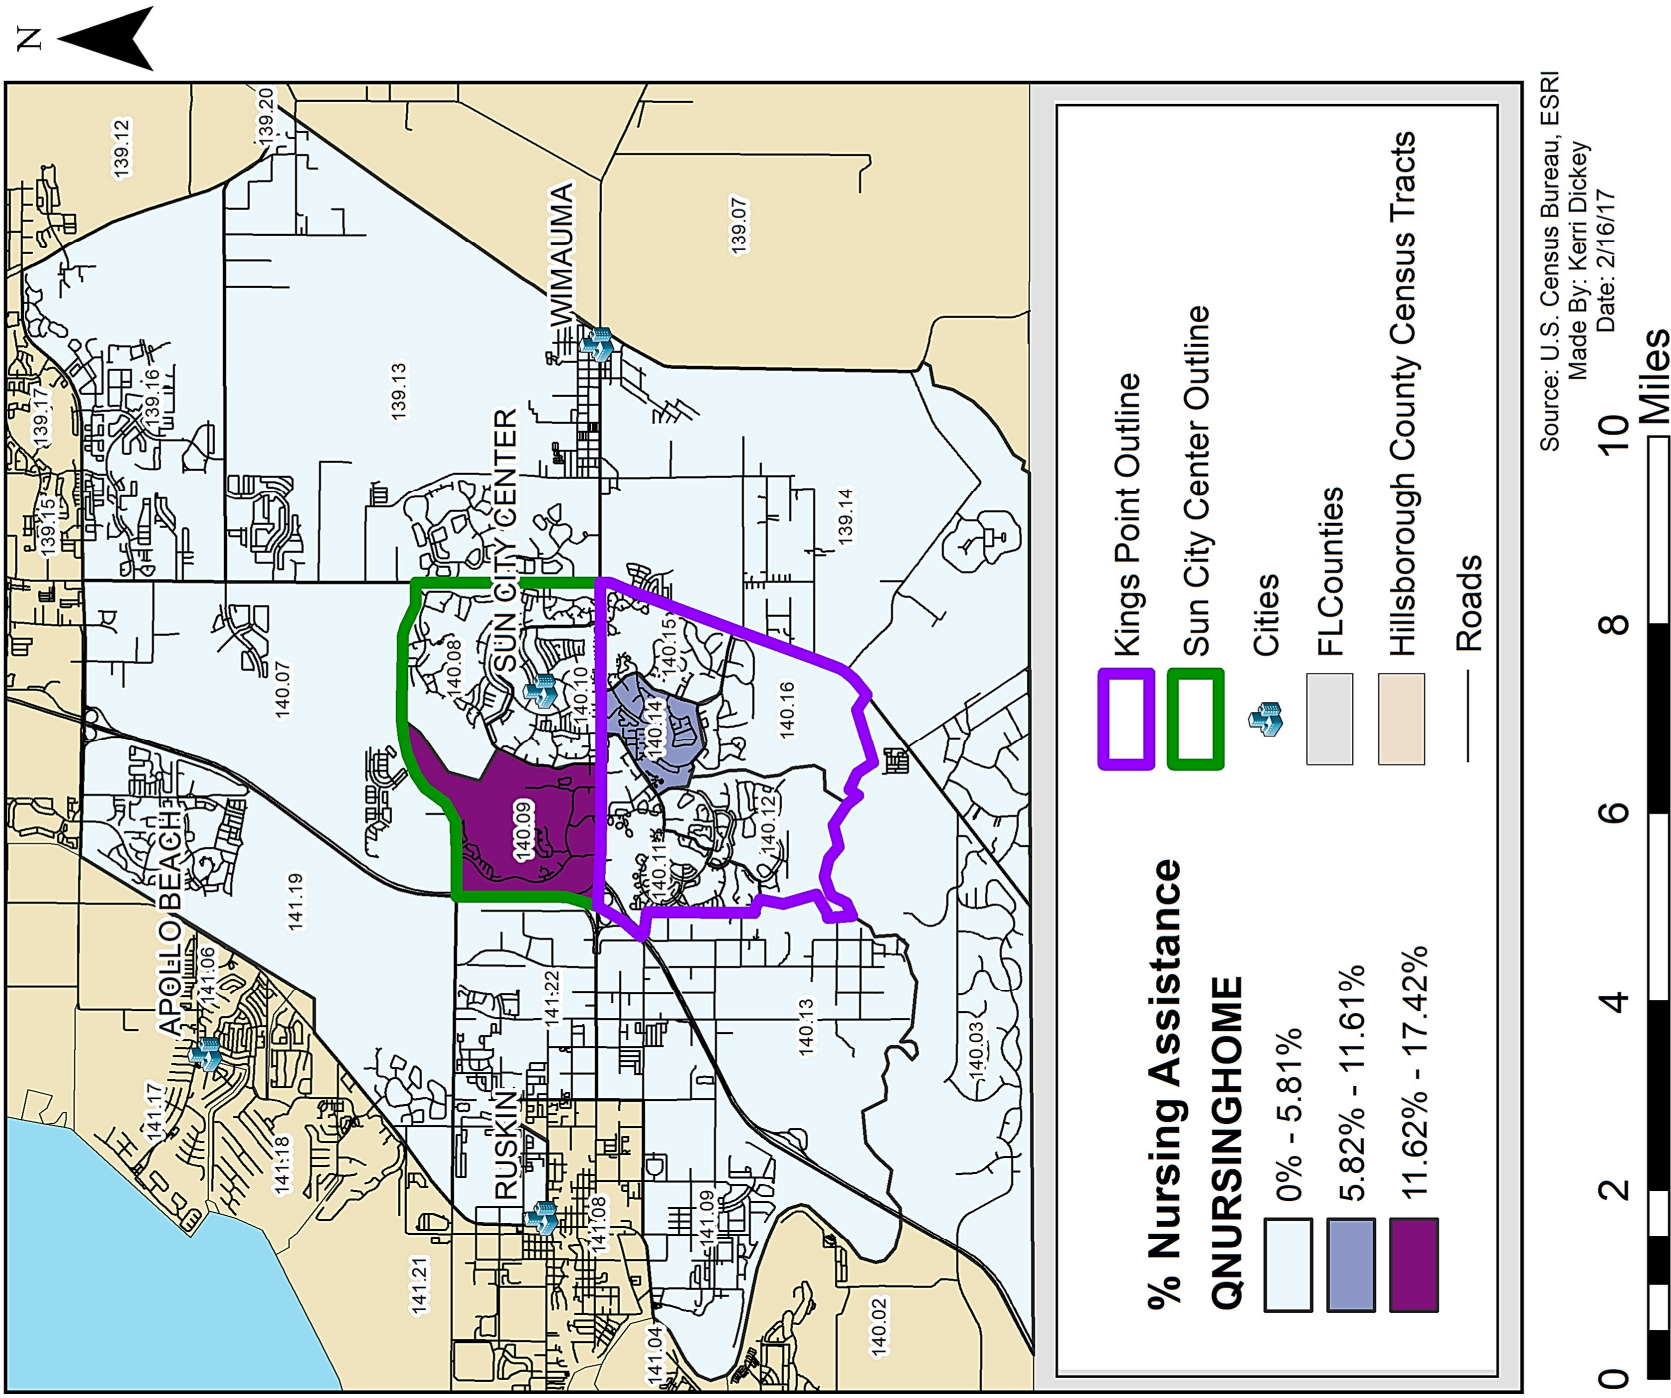 N
139.12
139.20
139.17
139.15
139.16
139.13
139.07
WIMAUMA
139.14
SUN CITY CENTER
140.07
140.08
140.10
140.15
140.14
140.16
140.09
140.11
140.12
APOLLO BEACH
141.19
141.06
141.17
141.18
141.22
140.13
140.03
RUSKIN
141.21
141.08
141.09
141.04
140.02
% Nursing Assistance
QNURSINGHOME
0% - 5.81%
5.82% - 11.61%
11.62% - 17.42%
Kings Point Outline
Sun City Center Outline
Cities
FLCounties
Hillsborough County Census Tracts
Roads
Source: U.S. Census Bureau, ESRI
Made By: Kerri Dickey
Date: 2/16/17
0 2 4 6 8 10
Miles